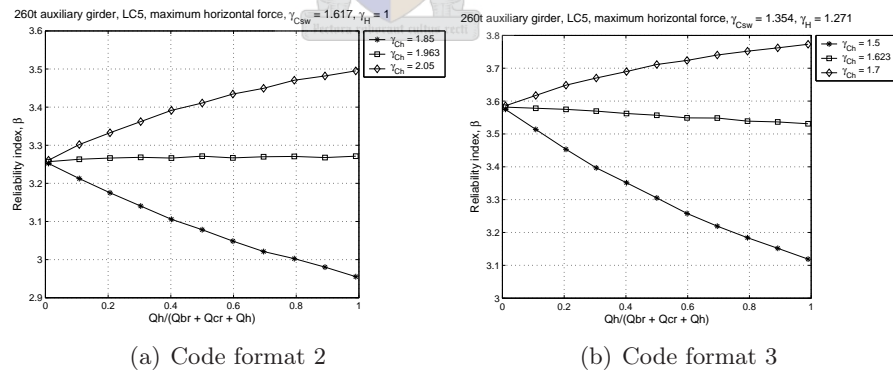 260t auxiliary girder, LC5, maximum horizontal force, γCsw = 1.617, γH = 1
3.6
3.5
3.4
3.3
3.2
3.1
3
2.9
Reliability index, β
0 0.2 0.4 0.6 0.8 1
Qh/(Qbr + Qcr + Qh)
γCh = 1.85
γCh = 1.963
γCh = 2.05
(a) Code format 2
260t auxiliary girder, LC5, maximum horizontal force, γCsw = 1.354, γH = 1.271
3.8
3.7
3.6
3.5
3.4
3.3
3.2
3.1
3
Reliability index, β
0 0.2 0.4 0.6 0.8 1
Qh/(Qbr + Qcr + Qh)
γCh = 1.5
γCh = 1.623
γCh = 1.7
(b) Code format 3